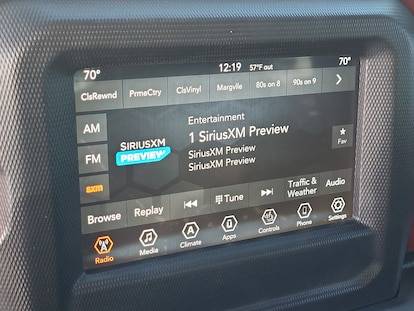 70° 12:19 57°F out 70°
ClsRewnd PrmeCtry ClsVinyl Margvlle 80s on 8 90s on 9
AM
FM
sxm
SIRIUSXM
PREVIEW
Entertainment
1 SiriusXM Preview
SiriusXM Preview
SiriusXM Preview
Fav
Browse Replay Tune Traffic & Weather Audio
Radio Media Climate Apps Controls Phone Settings